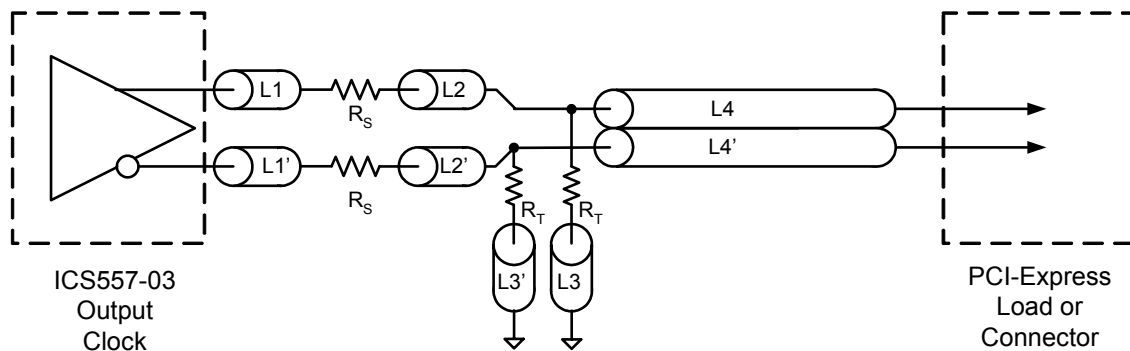 L1
R_S
L2
L4
L1'
R_S
L2'
L4'
R_T
R_T
L3'
L3
ICS557-03
Output
Clock
PCI-Express
Load or
Connector